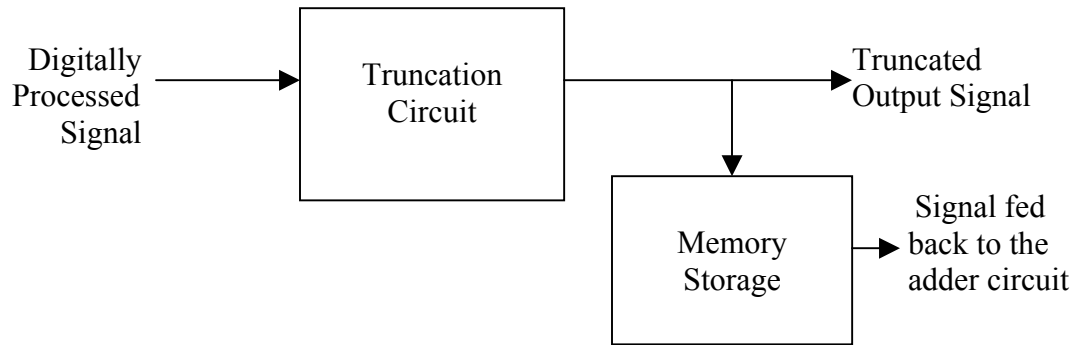 Digitally
Processed
Signal
Truncation
Circuit
Truncated
Output Signal
Memory
Storage
Signal fed
back to the
adder circuit